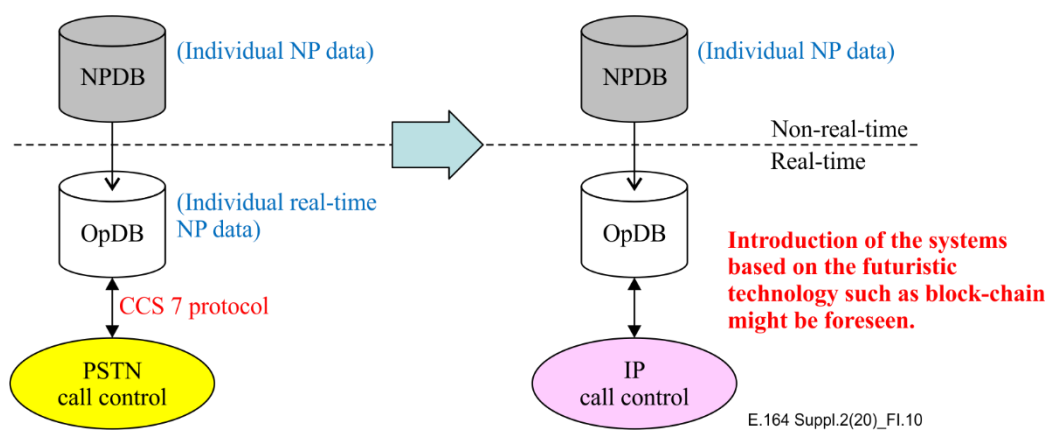 (Individual NP data)
NPDB
(Individual NP data)
NPDB
Non-real-time
Real-time
(Individual real-time
NP data)
OpDB
OpDB
Introduction of the systems
based on the futuristic
technology such as block-chain
might be foreseen.
CCS 7 protocol
PSTN
call control
IP
call control
E.164 Suppl.2(20)_FI.10